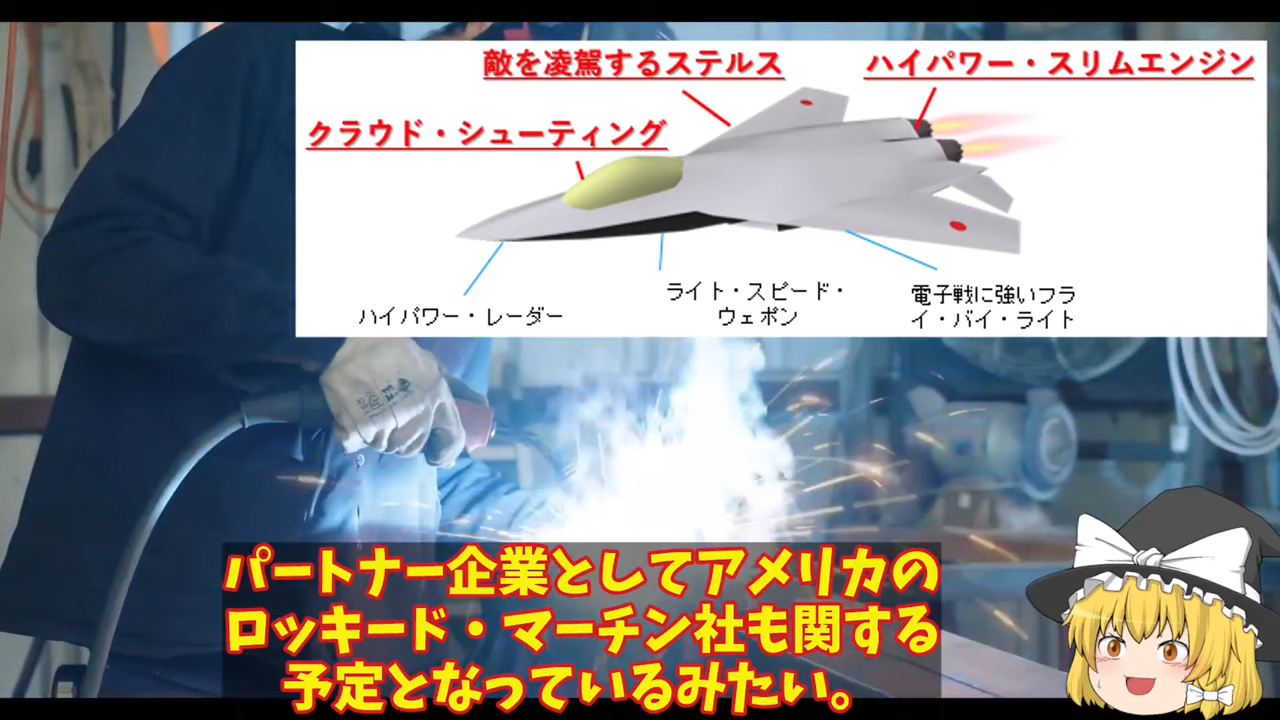 敵を凌駕するステルス
ハイパワー・スリムエンジン
クラウド・シューティング
ハイパワー・レーダー
ライト・スピード・
ウェポン
電子戦に強いフラ
イ・バイ・ライト
パートナー企業としてアメリカの
ロッキード・マーチン社も関する
予定となっているみたい。